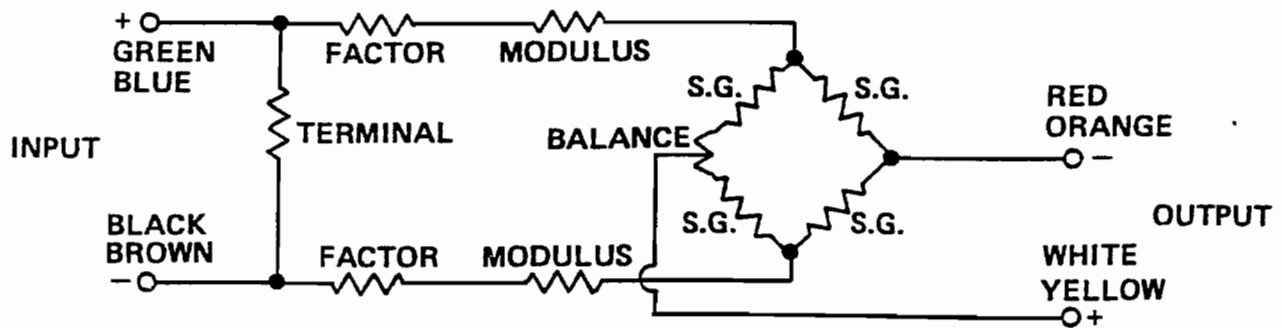 +
GREEN
BLUE
FACTOR
MODULUS
S.G.
S.G.
RED
ORANGE
−
INPUT
TERMINAL
BALANCE
OUTPUT
BLACK
BROWN
−
FACTOR
MODULUS
S.G.
S.G.
WHITE
YELLOW
+